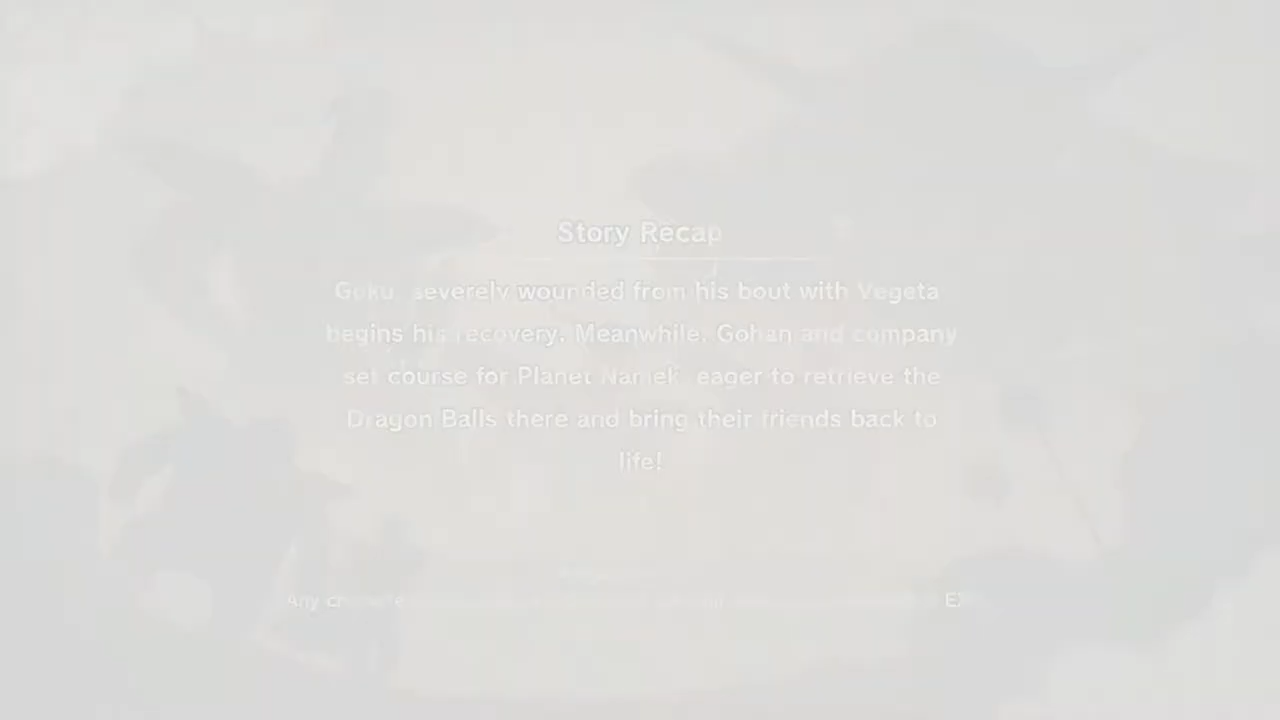 Story Recap
Goku, severely wounded from his bout with Vegeta
begins his recovery. Meanwhile, Gohan and company
set course for Planet Namek, eager to retrieve the
Dragon Balls there and bring their friends back to
life!
Any